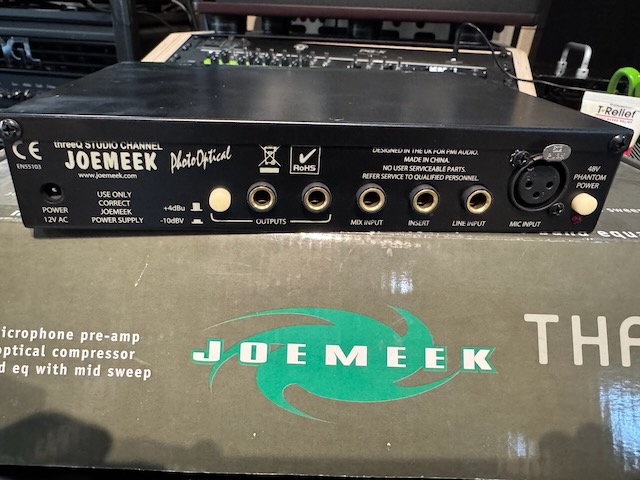 T-Relief
CE
EN55103
threeQ STUDIO CHANNEL
JOEMEEK
www.joemeek.com
PhotoOptical
RoHS
DESIGNED IN THE UK FOR PMI AUDIO.
MADE IN CHINA.
NO USER SERVICEABLE PARTS.
REFER SERVICE TO QUALIFIED PERSONNEL.
48V
PHANTOM
POWER
POWER
12V AC
USE ONLY
CORRECT
JOEMEEK
POWER SUPPLY
+4dBu
-10dBV
OUTPUTS
MIX INPUT
INSERT
LINE INPUT
MIC INPUT
microphone pre-amp
optical compressor
eq with mid sweep
JOEMEEK